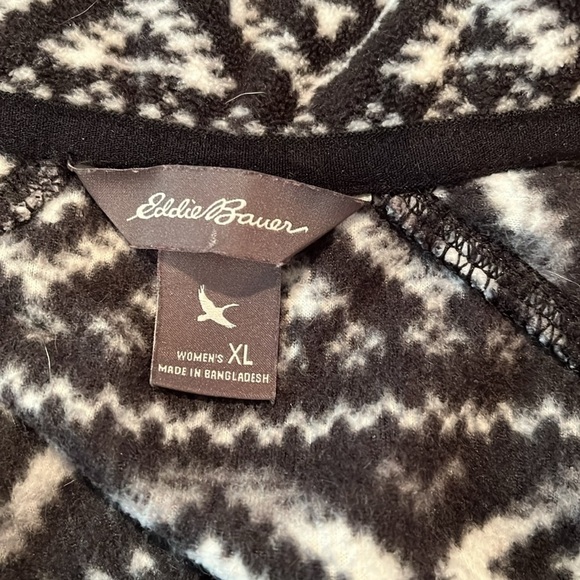 Eddie Bauer
WOMEN'S XL
MADE IN BANGLADESH